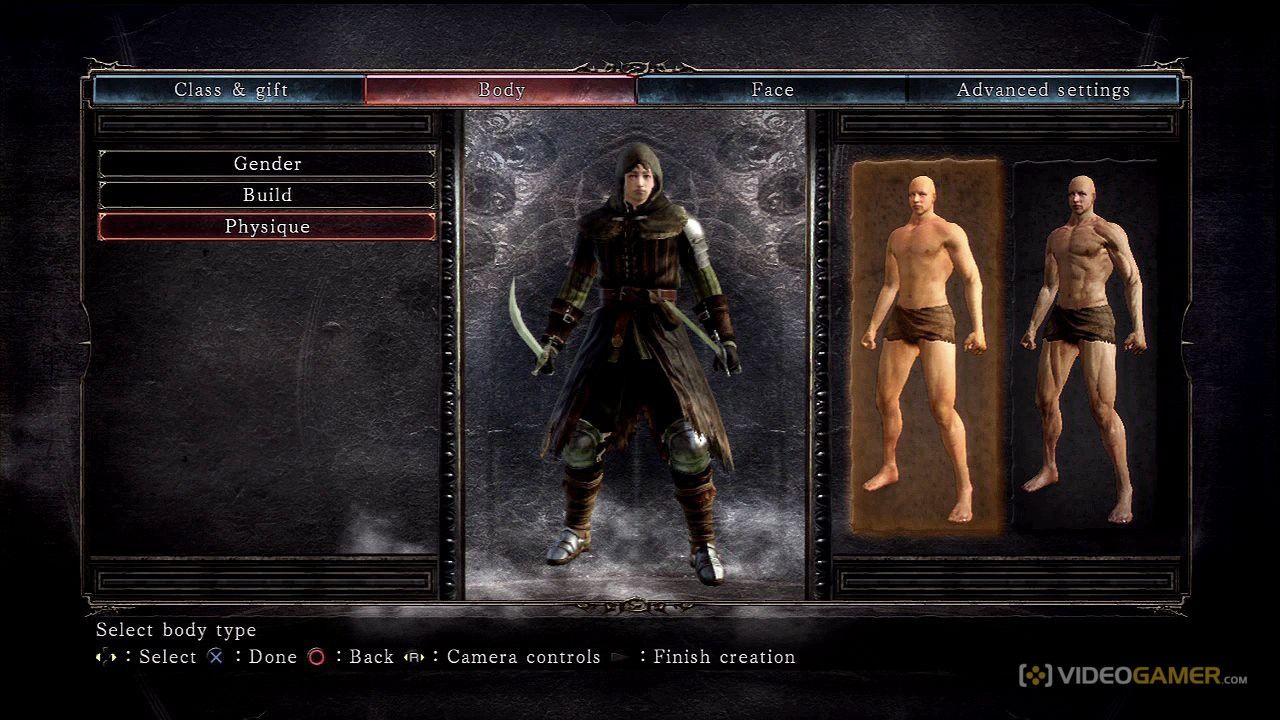 Class & gift
Body
Face
Advanced settings
Gender
Build
Physique
Select body type
: Select : Done : Back R : Camera controls : Finish creation
VIDEOGAMER.COM